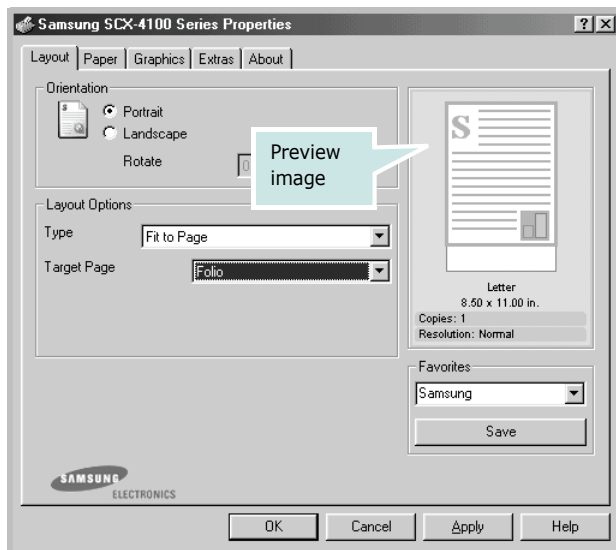 Samsung SCX-4100 Series Properties
Layout Paper Graphics Extras About
Orientation
Portrait
Landscape
Rotate
Preview
image
Layout Options
Type Fit to Page
Target Page Folio
S
Letter
8.50 x 11.00 in.
Copies: 1
Resolution: Normal
Favorites
Samsung
Save
SAMSUNG
ELECTRONICS
OK Cancel Apply Help